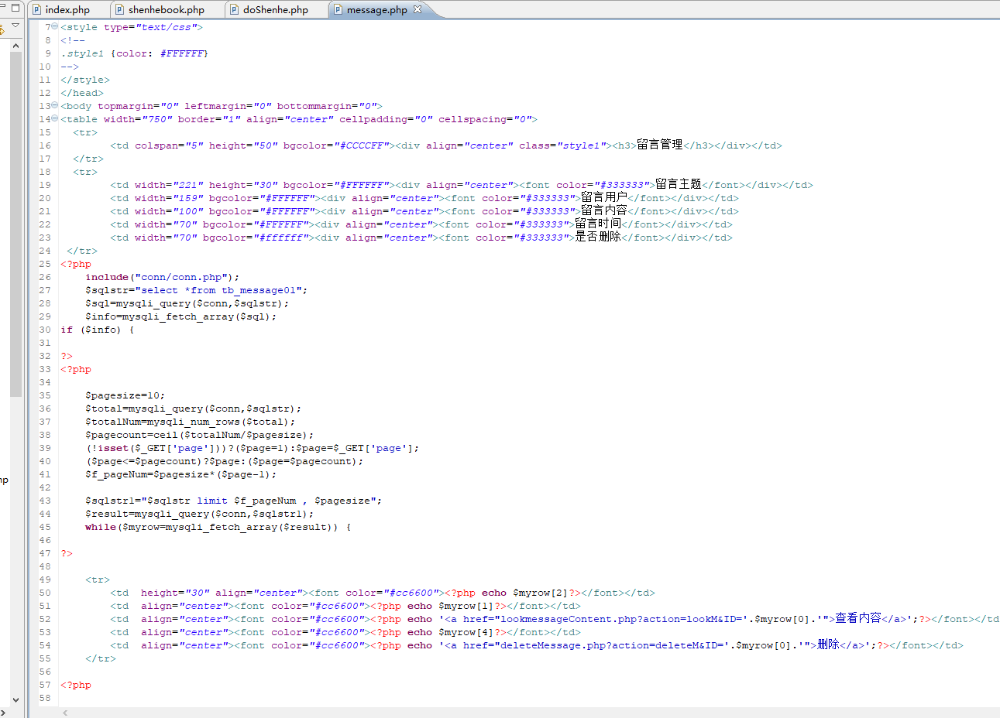 index.php shenhebook.php doShenhe.php message.php
7 <style type="text/css">
8 <!--
9 .style1 {color: #FFFFFF}
10 -->
11 </style>
12 </head>
13 <body topmargin="0" leftmargin="0" bottommargin="0">
14 <table width="750" border="1" align="center" cellpadding="0" cellspacing="0">
15 <tr>
16 <td colspan="5" height="50" bgcolor="#CCCCFF"><div align="center" class="style1"><h3>留言管理</h3></div></td>
17 </tr>
18 <tr>
19 <td width="221" height="30" bgcolor="#FFFFFF"><div align="center"><font color="#333333">留言主题</font></div></td>
20 <td width="159" bgcolor="#FFFFFF"><div align="center"><font color="#333333">留言用户</font></div></td>
21 <td width="100" bgcolor="#FFFFFF"><div align="center"><font color="#333333">留言内容</font></div></td>
22 <td width="70" bgcolor="#FFFFFF"><div align="center"><font color="#333333">留言时间</font></div></td>
23 <td width="70" bgcolor="#ffffff"><div align="center"><font color="#333333">是否删除</font></div></td>
24 </tr>
25 <?php
26 include("conn/conn.php");
27 $sqlstr="select *from tb_message01";
28 $sql=mysqli_query($conn,$sqlstr);
29 $info=mysqli_fetch_array($sql);
30 if ($info) {
31
32 ?>
33 <?php
34
35 $pagesize=10;
36 $total=mysqli_query($conn,$sqlstr);
37 $totalNum=mysqli_num_rows($total);
38 $pagecount=ceil($totalNum/$pagesize);
39 (!isset($_GET['page']))?($page=1):$page=$_GET['page'];
40 ($page<=$pagecount)?$page:($page=$pagecount);
41 $f_pageNum=$pagesize*($page-1);
42
43 $sqlstr1="$sqlstr limit $f_pageNum , $pagesize";
44 $result=mysqli_query($conn,$sqlstr1);
45 while($myrow=mysqli_fetch_array($result)) {
46
47 ?>
48
49 <tr>
50 <td height="30" align="center"><font color="#cc6600"><?php echo $myrow[2]?></font></td>
51 <td align="center"><font color="#cc6600"><?php echo $myrow[1]?></font></td>
52 <td align="center"><font color="#cc6600"><?php echo '<a href="lookmessageContent.php?action=lookM&ID='.$myrow[0].'">查看内容</a>';?></font></td
53 <td align="center"><font color="#cc6600"><?php echo $myrow[4]?></font></td>
54 <td align="center"><font color="#cc6600"><?php echo '<a href="deleteMessage.php?action=deleteM&ID='.$myrow[0].'">删除</a>';?></font></td>
55 </tr>
56
57 <?php
58